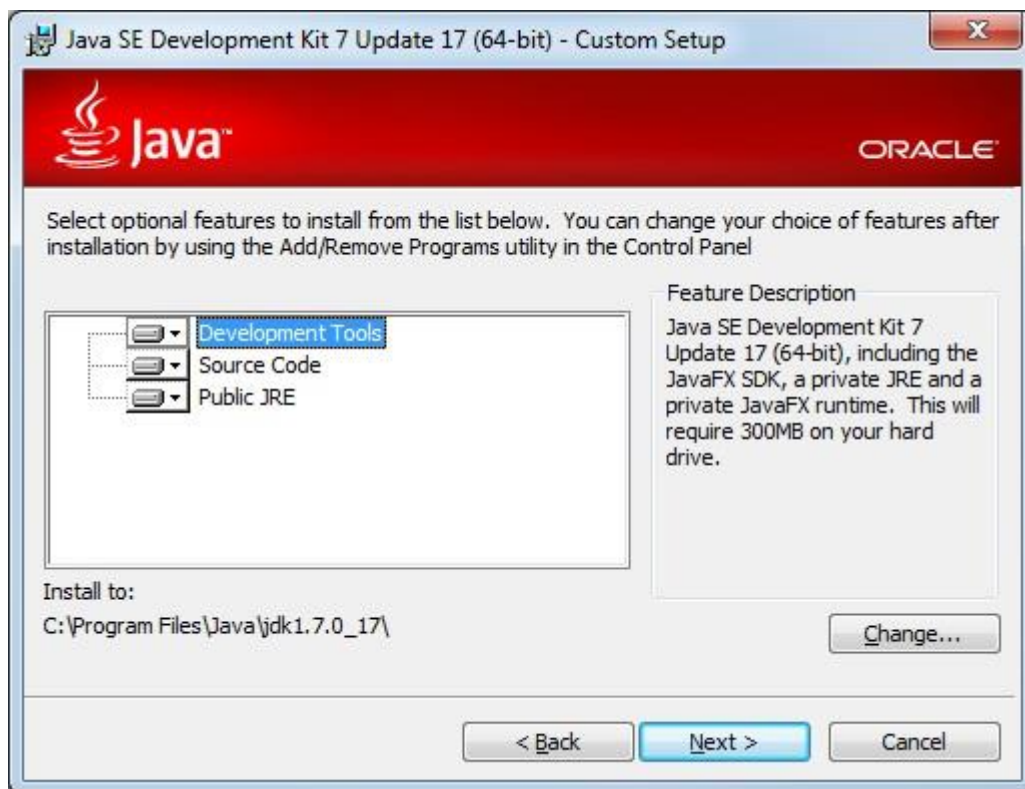 Java SE Development Kit 7 Update 17 (64-bit) - Custom Setup
Java™
ORACLE
Select optional features to install from the list below.  You can change your choice of features after
installation by using the Add/Remove Programs utility in the Control Panel
Development Tools
Source Code
Public JRE
Feature Description
Java SE Development Kit 7
Update 17 (64-bit), including the
JavaFX SDK, a private JRE and a
private JavaFX runtime.  This will
require 300MB on your hard
drive.
Install to:
C:\Program Files\Java\jdk1.7.0_17\
Change...
< Back
Next >
Cancel